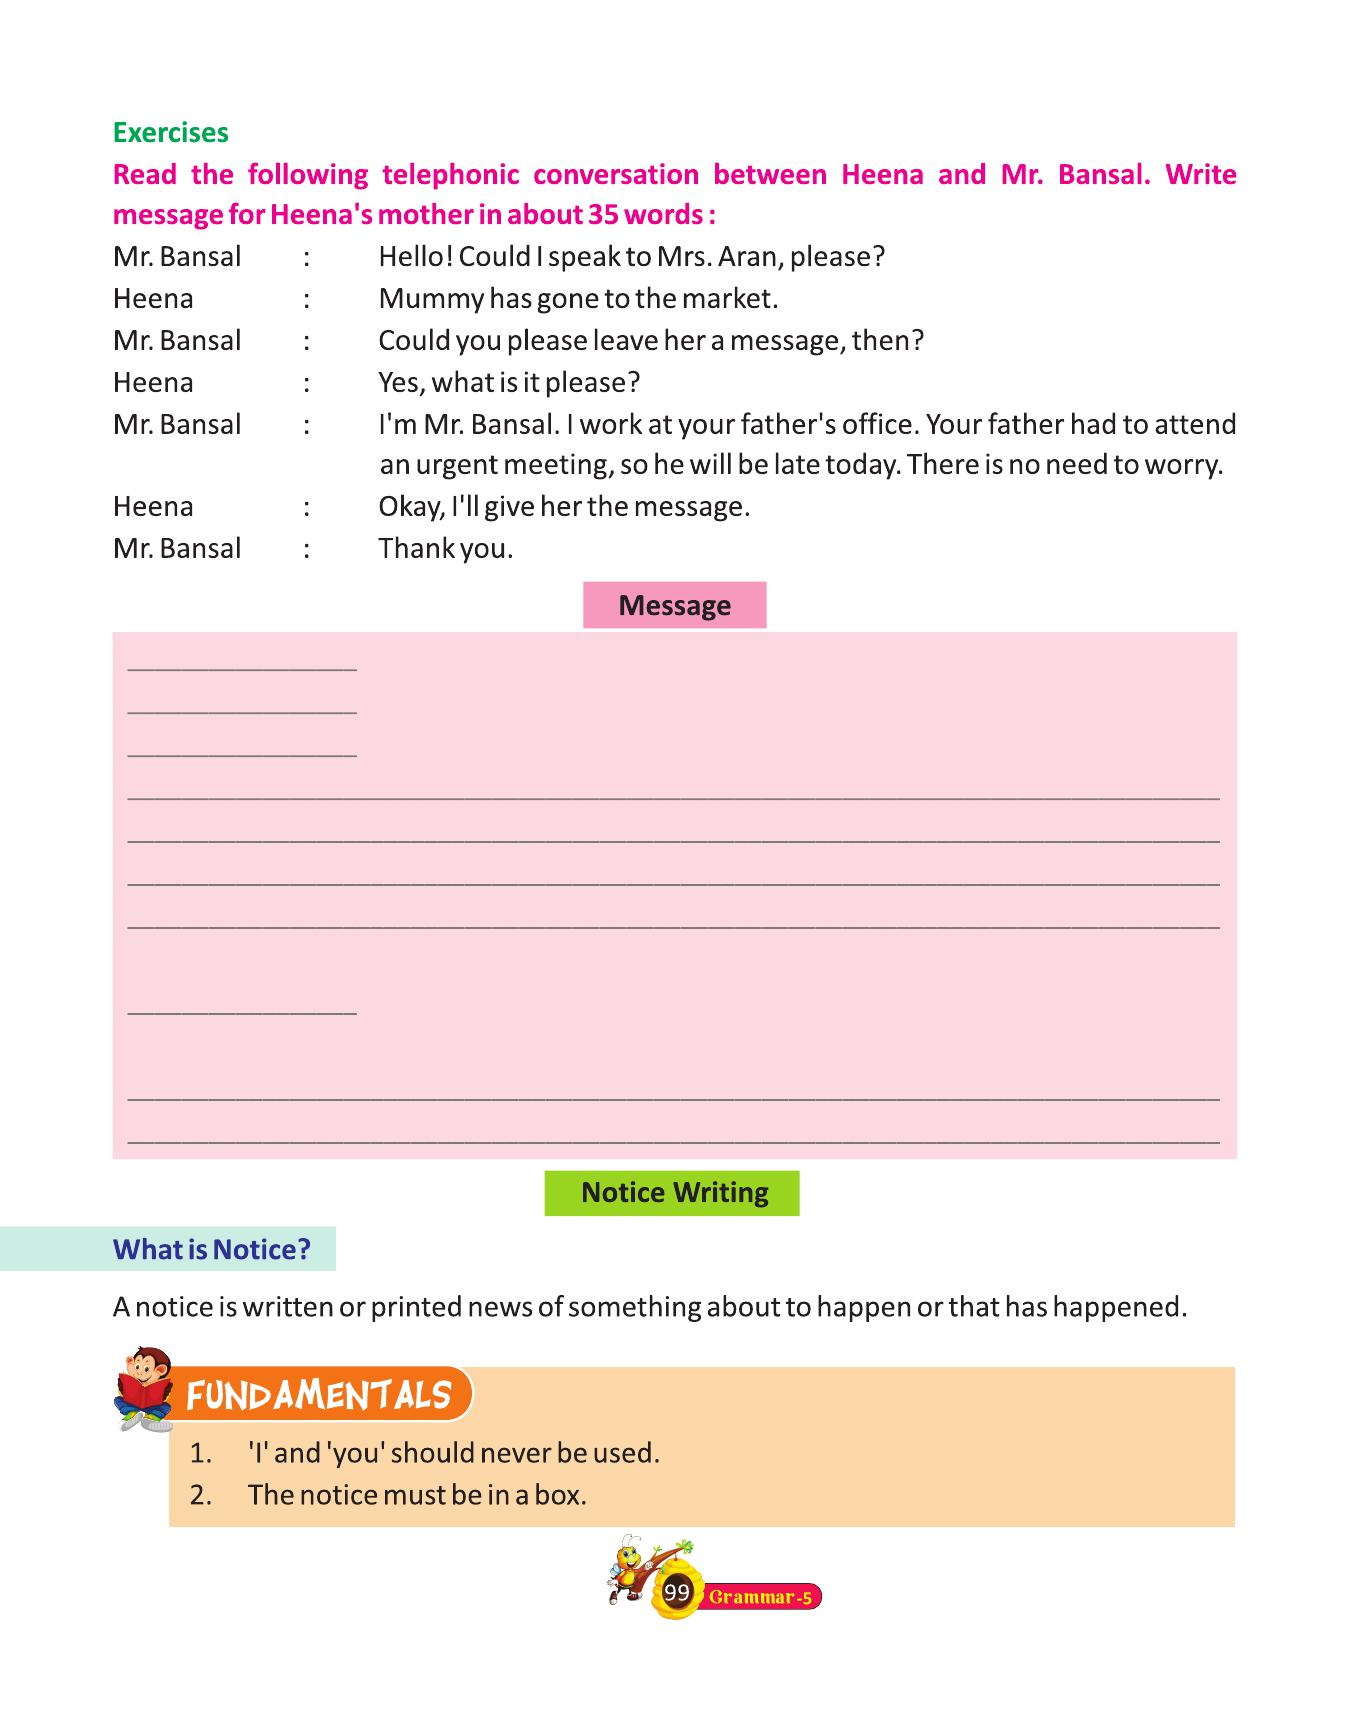 Exercises
Read the following telephonic conversation between Heena and Mr. Bansal. Write
message for Heena's mother in about 35 words :
Mr. Bansal : Hello! Could I speak to Mrs. Aran, please?
Heena : Mummy has gone to the market.
Mr. Bansal : Could you please leave her a message, then?
Heena : Yes, what is it please?
Mr. Bansal : I'm Mr. Bansal. I work at your father's office. Your father had to attend
an urgent meeting, so he will be late today. There is no need to worry.
Heena : Okay, I'll give her the message.
Mr. Bansal : Thank you.
Message
Notice Writing
What is Notice?
A notice is written or printed news of something about to happen or that has happened.
FUNDAMENTALS
1. 'I' and 'you' should never be used.
2. The notice must be in a box.
99 Grammar-5